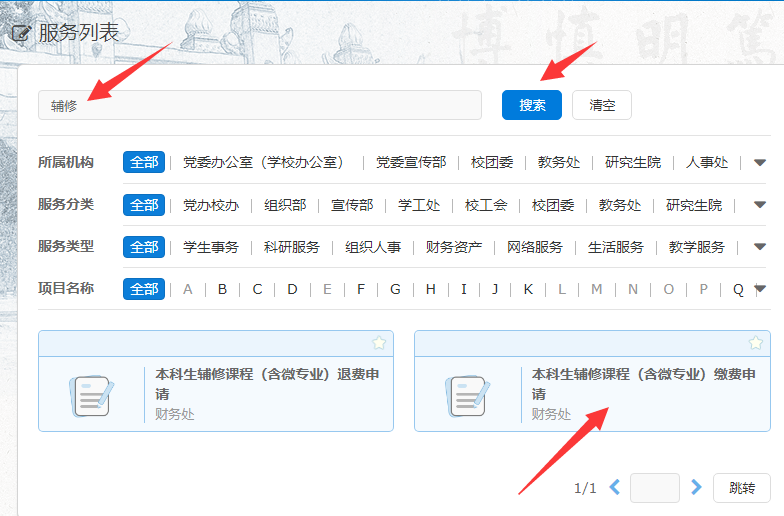 服务列表
博 慎 明 篤
辅修 搜索 清空
所属机构 全部 党委办公室（学校办公室） 党委宣传部 校团委 教务处 研究生院 人事处
服务分类 全部 党办校办 组织部 宣传部 学工处 校工会 校团委 教务处 研究生院
服务类型 全部 学生事务 科研服务 组织人事 财务资产 网络服务 生活服务 教学服务
项目名称 全部 A B C D E F G H I J K L M N O P Q
本科生辅修课程（含微专业）退费申
请
财务处
本科生辅修课程（含微专业）缴费申
请
财务处
1/1 跳转